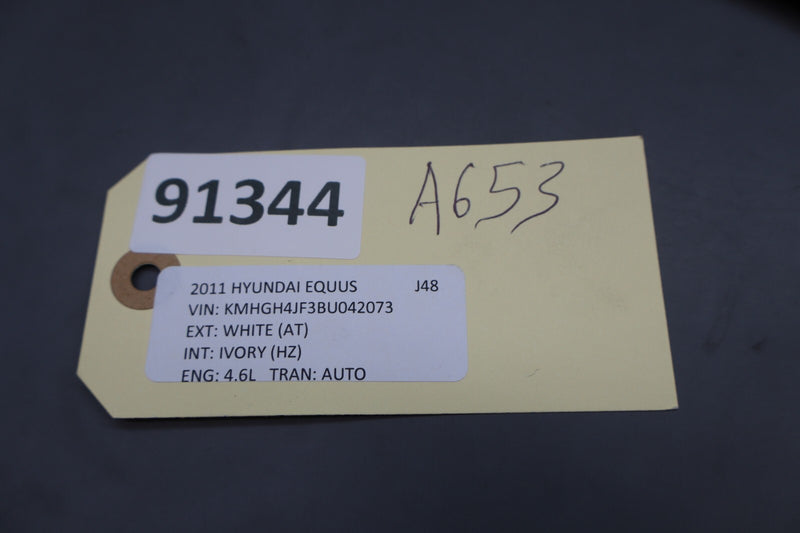 91344
A653
2011 HYUNDAI EQUUS J48
VIN: KMHGH4JF3BU042073
EXT: WHITE (AT)
INT: IVORY (HZ)
ENG: 4.6L TRAN: AUTO